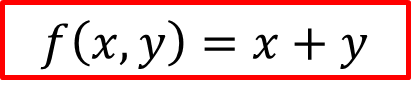 f(x, y) = x + y